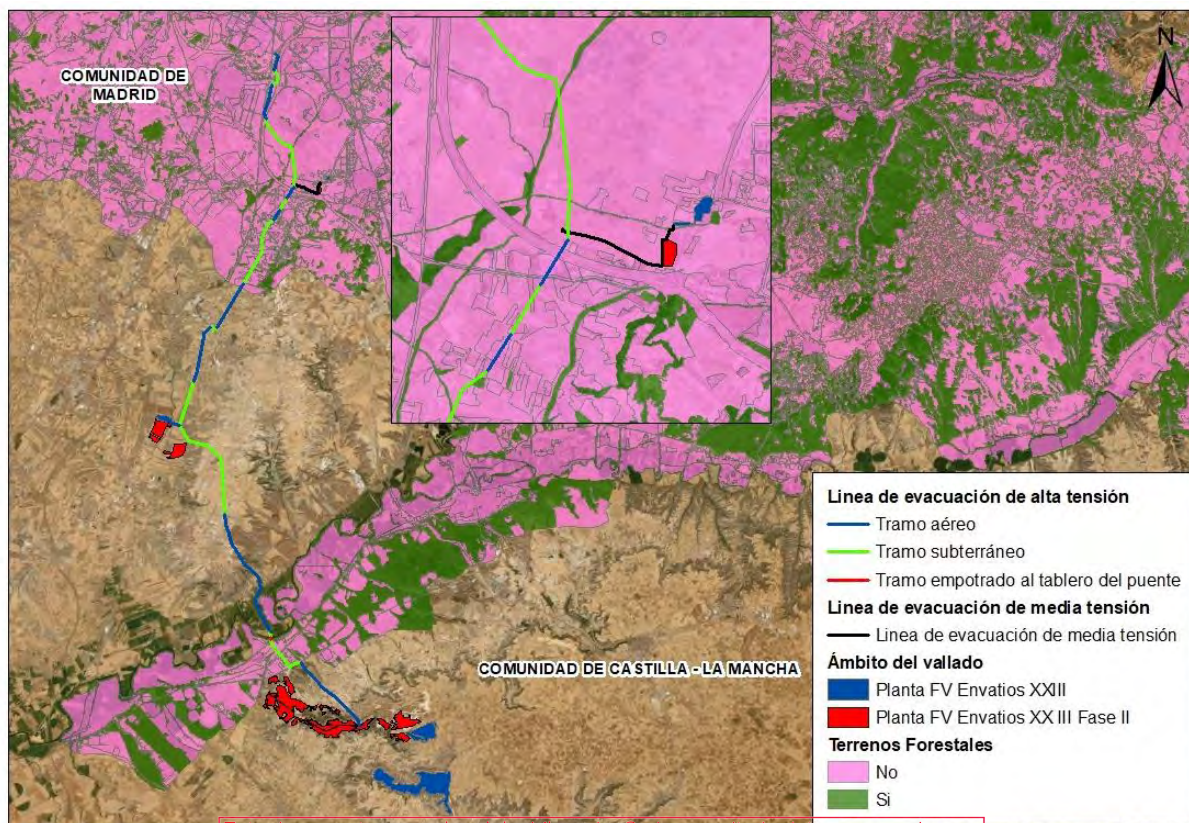 COMUNIDAD DE
MADRID
N
COMUNIDAD DE CASTILLA - LA MANCHA
Linea de evacuación de alta tensión
Tramo aéreo
Tramo subterráneo
Tramo empotrado al tablero del puente
Linea de evacuación de media tensión
Linea de evacuación de media tensión
Ámbito del vallado
Planta FV Envatios XXIII
Planta FV Envatios XX III Fase II
Terrenos Forestales
No
Si